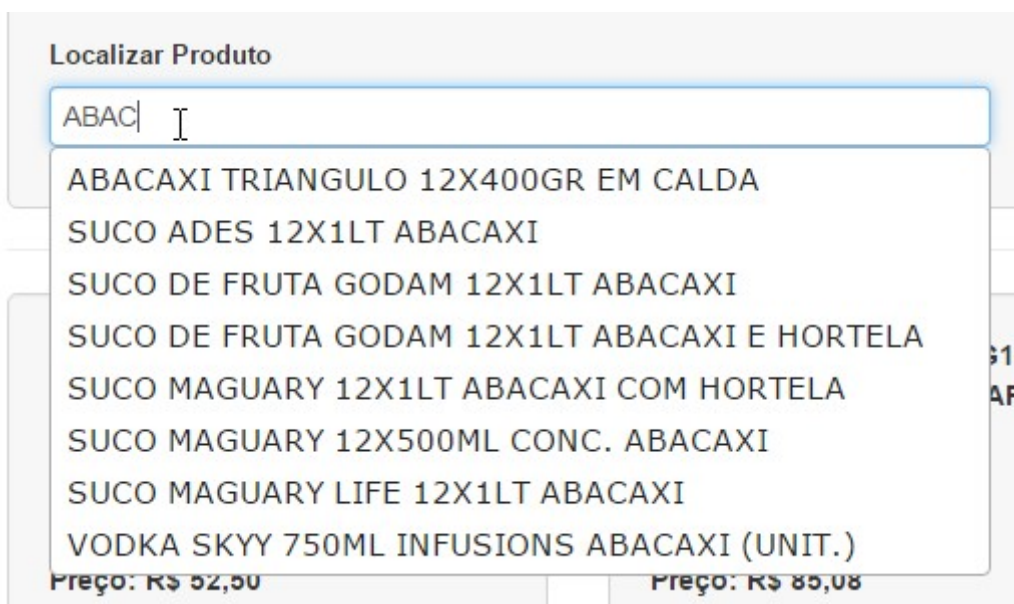 Localizar Produto
ABAC
ABACAXI TRIANGULO 12X400GR EM CALDA
SUCO ADES 12X1LT ABACAXI
SUCO DE FRUTA GODAM 12X1LT ABACAXI
SUCO DE FRUTA GODAM 12X1LT ABACAXI E HORTELA
SUCO MAGUARY 12X1LT ABACAXI COM HORTELA
SUCO MAGUARY 12X500ML CONC. ABACAXI
SUCO MAGUARY LIFE 12X1LT ABACAXI
VODKA SKYY 750ML INFUSIONS ABACAXI (UNIT.)
Preço: R$ 52,50
Preço: R$ 85,08